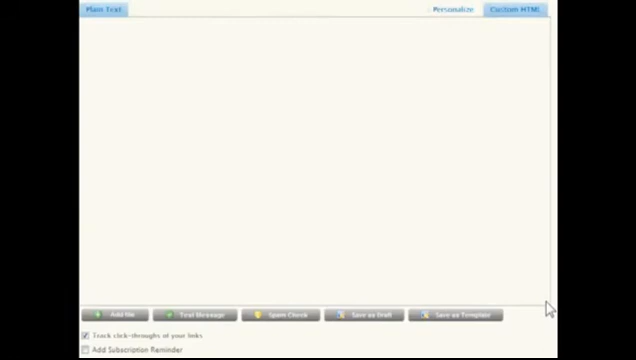 Plain Text Personalize Custom HTML
Add file Test Message Spam Check Save as Draft Save as Template
Track click-throughs of your links
Add Subscription Reminder